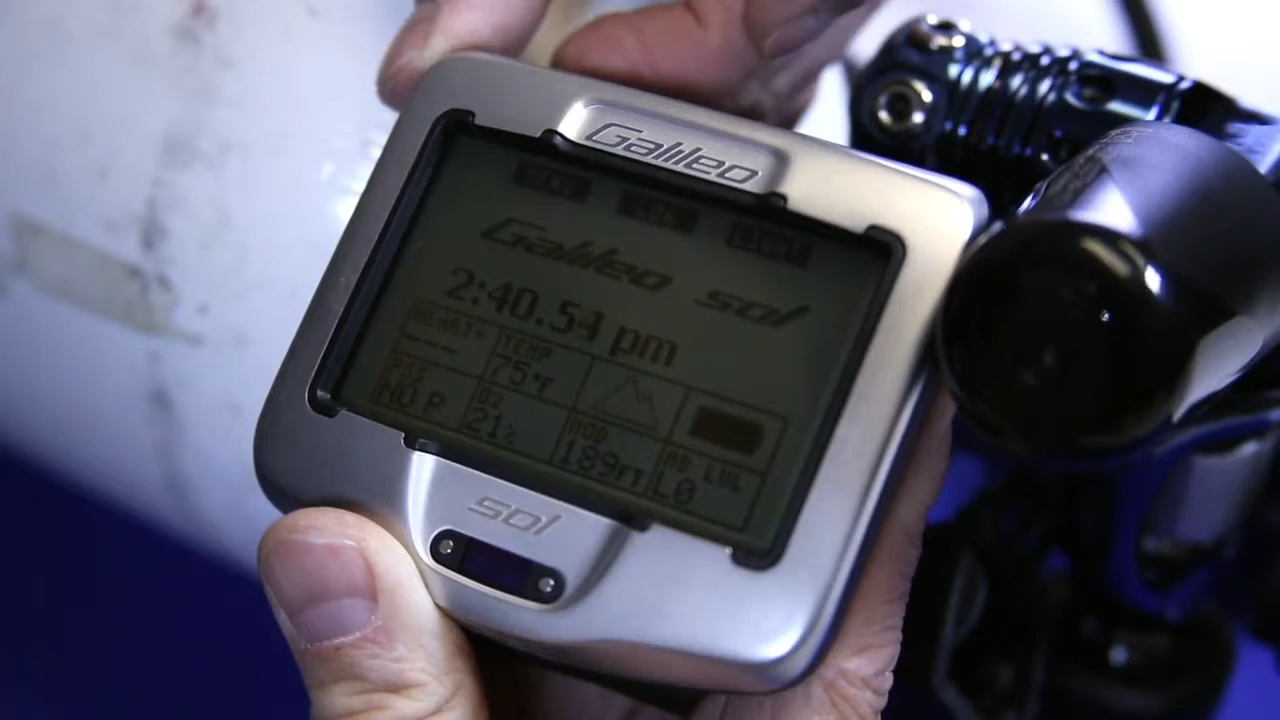 Galileo
Galileo sol
2:40.54 pm
HEART
TEMP
---
75°F
PSI
O2
MOD
MB LVL
NO P
21%
189FT
L0
sol